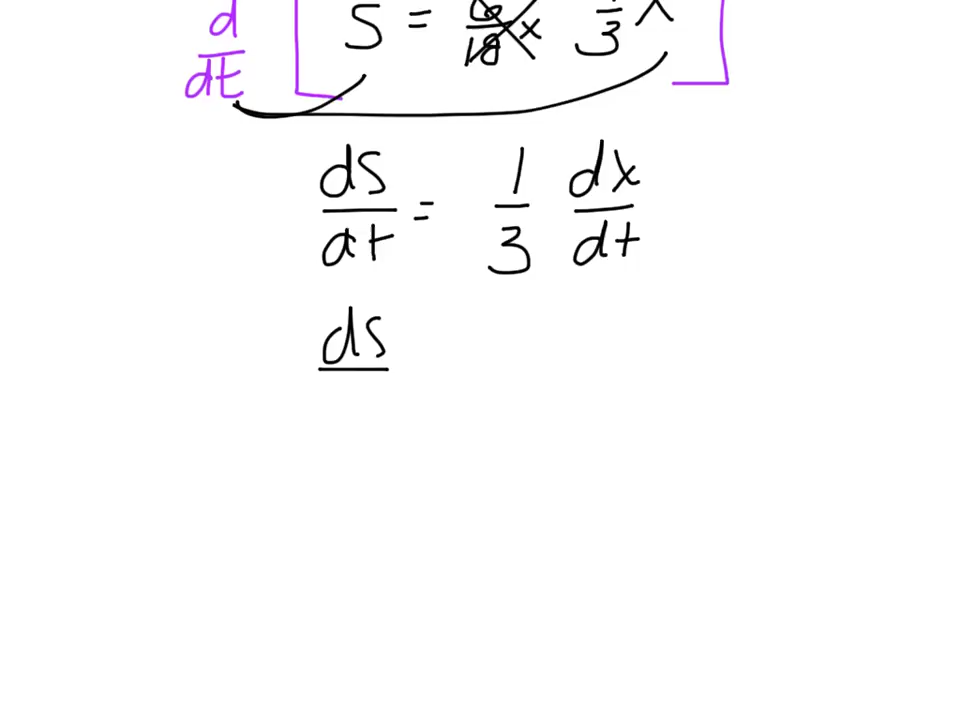 d/dt [ S = 6/18 x 1/3 x ]
ds/dt = 1/3 dx/dt
ds